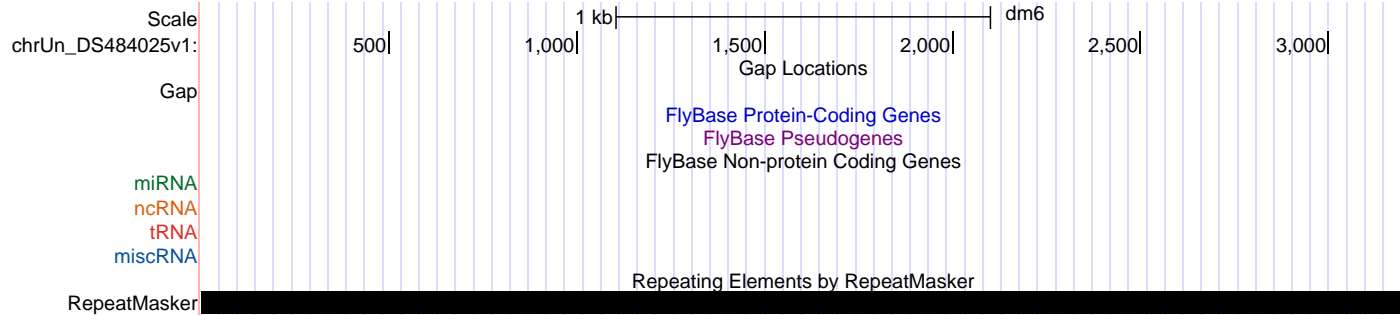 Scale 1 kb dm6
chrUn_DS484025v1: 500 1,000 1,500 2,000 2,500 3,000
Gap Locations
Gap
FlyBase Protein-Coding Genes
FlyBase Pseudogenes
FlyBase Non-protein Coding Genes
miRNA
ncRNA
tRNA
miscRNA
Repeating Elements by RepeatMasker
RepeatMasker